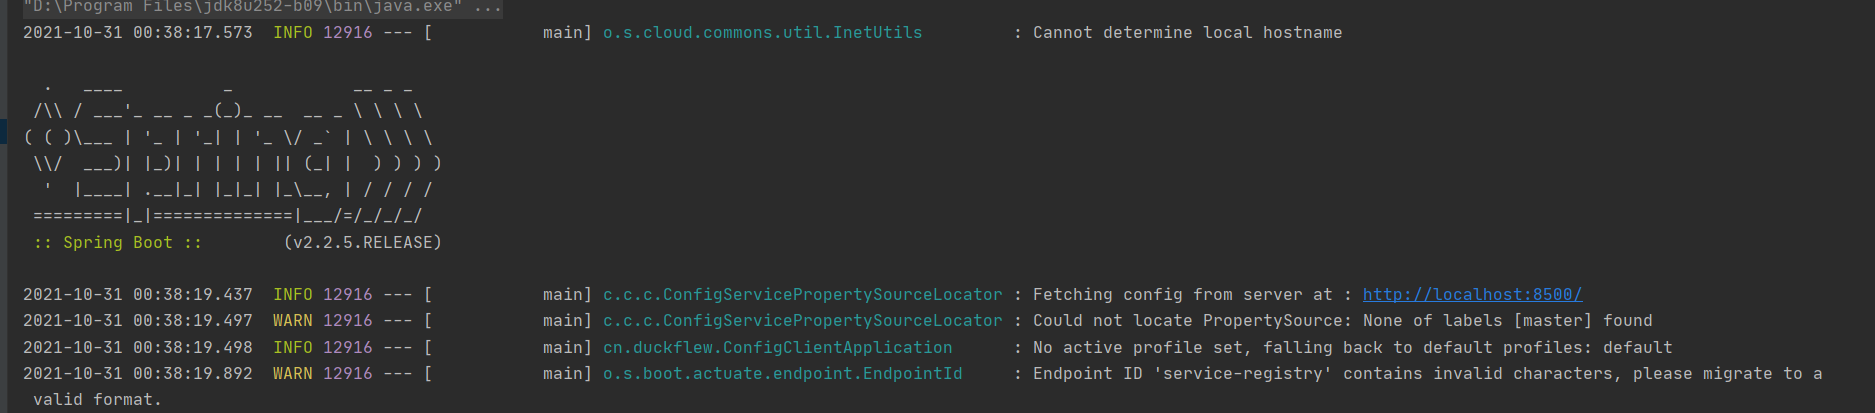 "D:\Program Files\jdk8u252-b09\bin\java.exe" ...
2021-10-31 00:38:17.573  INFO 12916 --- [           main] o.s.cloud.commons.util.InetUtils         : Cannot determine local hostname

  .   ____          _            __ _ _
 /\\ / ___'_ __ _ _(_)_ __  __ _ \ \ \ \
( ( )\___ | '_ | '_| | '_ \/ _` | \ \ \ \
 \\/  ___)| |_)| | | | | || (_| |  ) ) ) )
  '  |____| .__|_| |_|_| |_\__, | / / / /
 =========|_|==============|___/=/_/_/_/
 :: Spring Boot ::        (v2.2.5.RELEASE)

2021-10-31 00:38:19.437  INFO 12916 --- [           main] c.c.c.ConfigServicePropertySourceLocator : Fetching config from server at : http://localhost:8500/
2021-10-31 00:38:19.497  WARN 12916 --- [           main] c.c.c.ConfigServicePropertySourceLocator : Could not locate PropertySource: None of labels [master] found
2021-10-31 00:38:19.498  INFO 12916 --- [           main] cn.duckflew.ConfigClientApplication      : No active profile set, falling back to default profiles: default
2021-10-31 00:38:19.892  WARN 12916 --- [           main] o.s.boot.actuate.endpoint.EndpointId     : Endpoint ID 'service-registry' contains invalid characters, please migrate to a
 valid format.